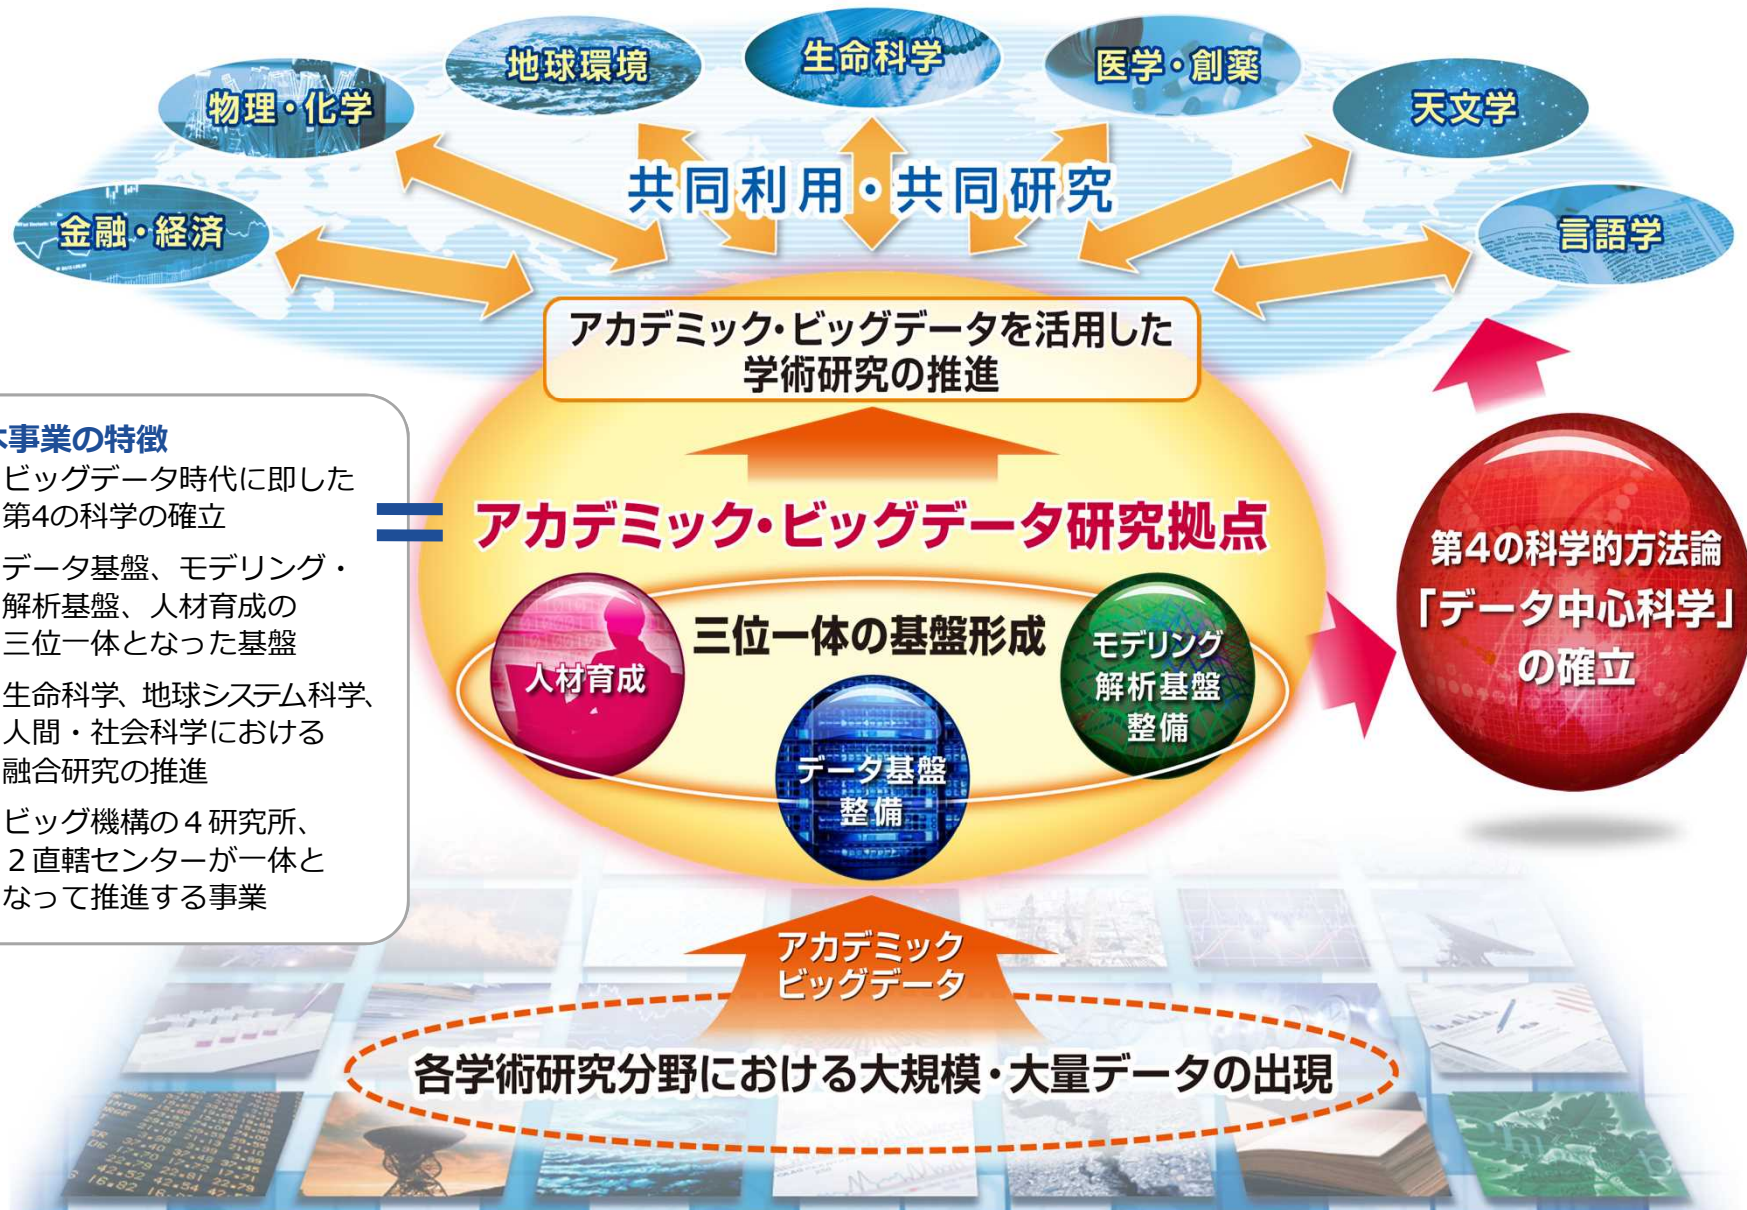 地球環境
生命科学
医学・創薬
物理・化学
天文学
金融・経済
言語学
共同利用・共同研究
アカデミック・ビッグデータを活用した
学術研究の推進
事業の特徴
ビッグデータ時代に即した
第4の科学の確立
データ基盤、モデリング・
解析基盤、人材育成の
三位一体となった基盤
生命科学、地球システム科学、
人間・社会科学における
融合研究の推進
ビッグ機構の４研究所、
２直轄センターが一体と
なって推進する事業
=
アカデミック・ビッグデータ研究拠点
三位一体の基盤形成
人材育成
モデリング
解析基盤
整備
データ基盤
整備
第4の科学的方法論
「データ中心科学」
の確立
アカデミック
ビッグデータ
各学術研究分野における大規模・大量データの出現